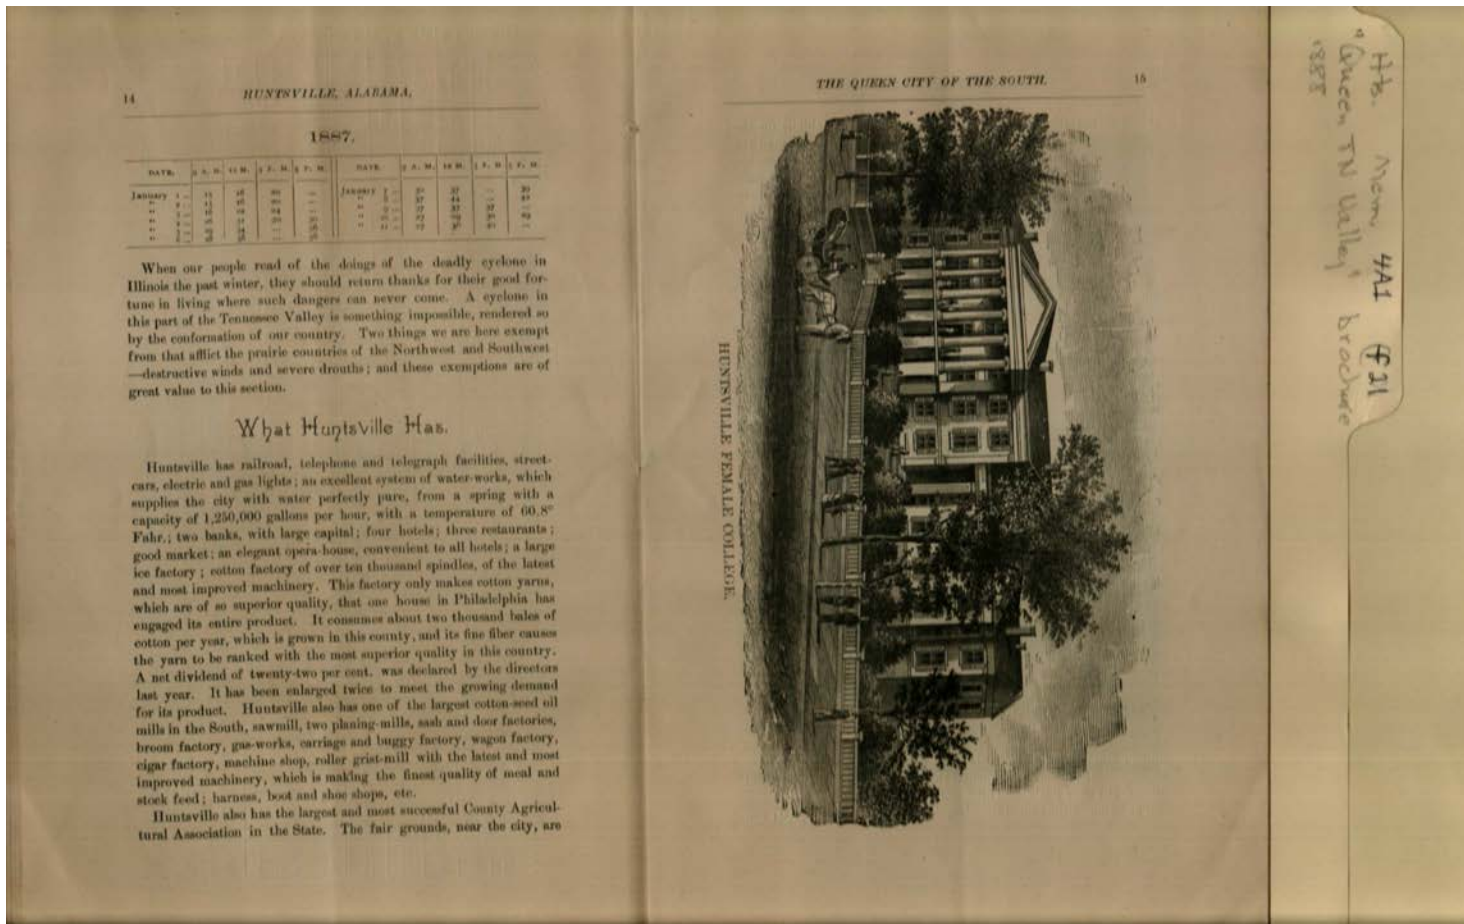 14
HUNTSVILLE, ALABAMA,
1887.
DATE. 5 A. M. P. M. P. M. DATE. A. M. M. P. M. P. M.
January January
When our people read of the doings of the deadly cyclone in
Illinois the past winter, they should return thanks for their good for-
tune in living where such dangers can never come. A cyclone in
this part of the Tennessee Valley is something impossible, rendered so
by the conformation of our country. Two things we are here exempt
from that afflict the prairie countries of the Northwest and Southwest
—destructive winds and severe drouths; and these exemptions are of
great value to this section.
What Huntsville Has.
Huntsville has railroad, telephone and telegraph facilities, street-
cars, electric and gas lights; an excellent system of water-works, which
supplies the city with water perfectly pure, from a spring with a
capacity of 1,250,000 gallons per hour, with a temperature of 60.8°
Fahr.; two banks, with large capital; four hotels; three restaurants;
good market; an elegant opera-house, convenient to all hotels; a large
ice factory; cotton factory of over ten thousand spindles, of the latest
and most improved machinery. This factory only makes cotton yarns,
which are of so superior quality, that one house in Philadelphia has
engaged its entire product. It consumes about two thousand bales of
cotton per year, which is grown in this county, and its fine fiber causes
the yarn to be ranked with the most superior quality in this country.
A net dividend of twenty-two per cent. was declared by the directors
last year. It has been enlarged twice to meet the growing demand
for its product. Huntsville also has one of the largest cotton-seed oil
mills in the South, sawmill, two planing-mills, sash and door factories,
broom factory, gas-works, carriage and buggy factory, wagon factory,
cigar factory, machine shop, roller grist-mill with the latest and most
improved machinery, which is making the finest quality of meal and
stock feed; harness, boot and shoe shops, etc.
Huntsville also has the largest and most successful County Agricul-
tural Association in the State. The fair grounds, near the city, are
THE QUEEN CITY OF THE SOUTH.
15
HUNTSVILLE FEMALE COLLEGE.
Hts. Mem. 4A1 f21
"Queen TN Valley" brochure
1888